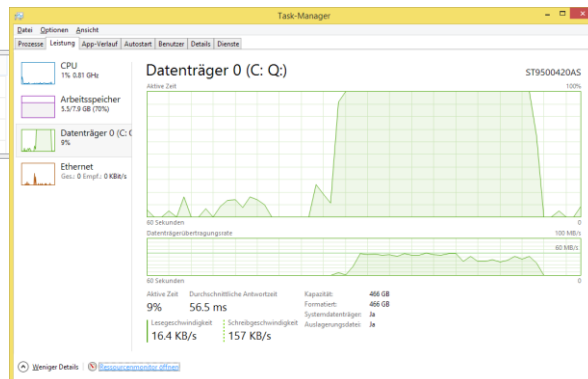 Task-Manager
Datei Optionen Ansicht
Prozesse Leistung App-Verlauf Autostart Benutzer Details Dienste
CPU
1% 0.81 GHz
Arbeitsspeicher
5.5/7.9 GB (70%)
Datenträger 0 (C: 
9%
Ethernet
Ges.: 0 Empf.: 0 KBit/s
Datenträger 0 (C: Q:)
ST9500420AS
Aktive Zeit 100%
60 Sekunden 0
Datenträgerübertragungsrate 100 MB/s
60 MB/s
60 Sekunden 0
Aktive Zeit Durchschnittliche Antwortzeit
9% 56.5 ms
Lesegeschwindigkeit Schreibgeschwindigkeit
16.4 KB/s 157 KB/s
Kapazität: 466 GB
Formatiert: 466 GB
Systemdatenträger: Ja
Auslagerungsdatei: Ja
Weniger Details Ressourcenmonitor öffnen